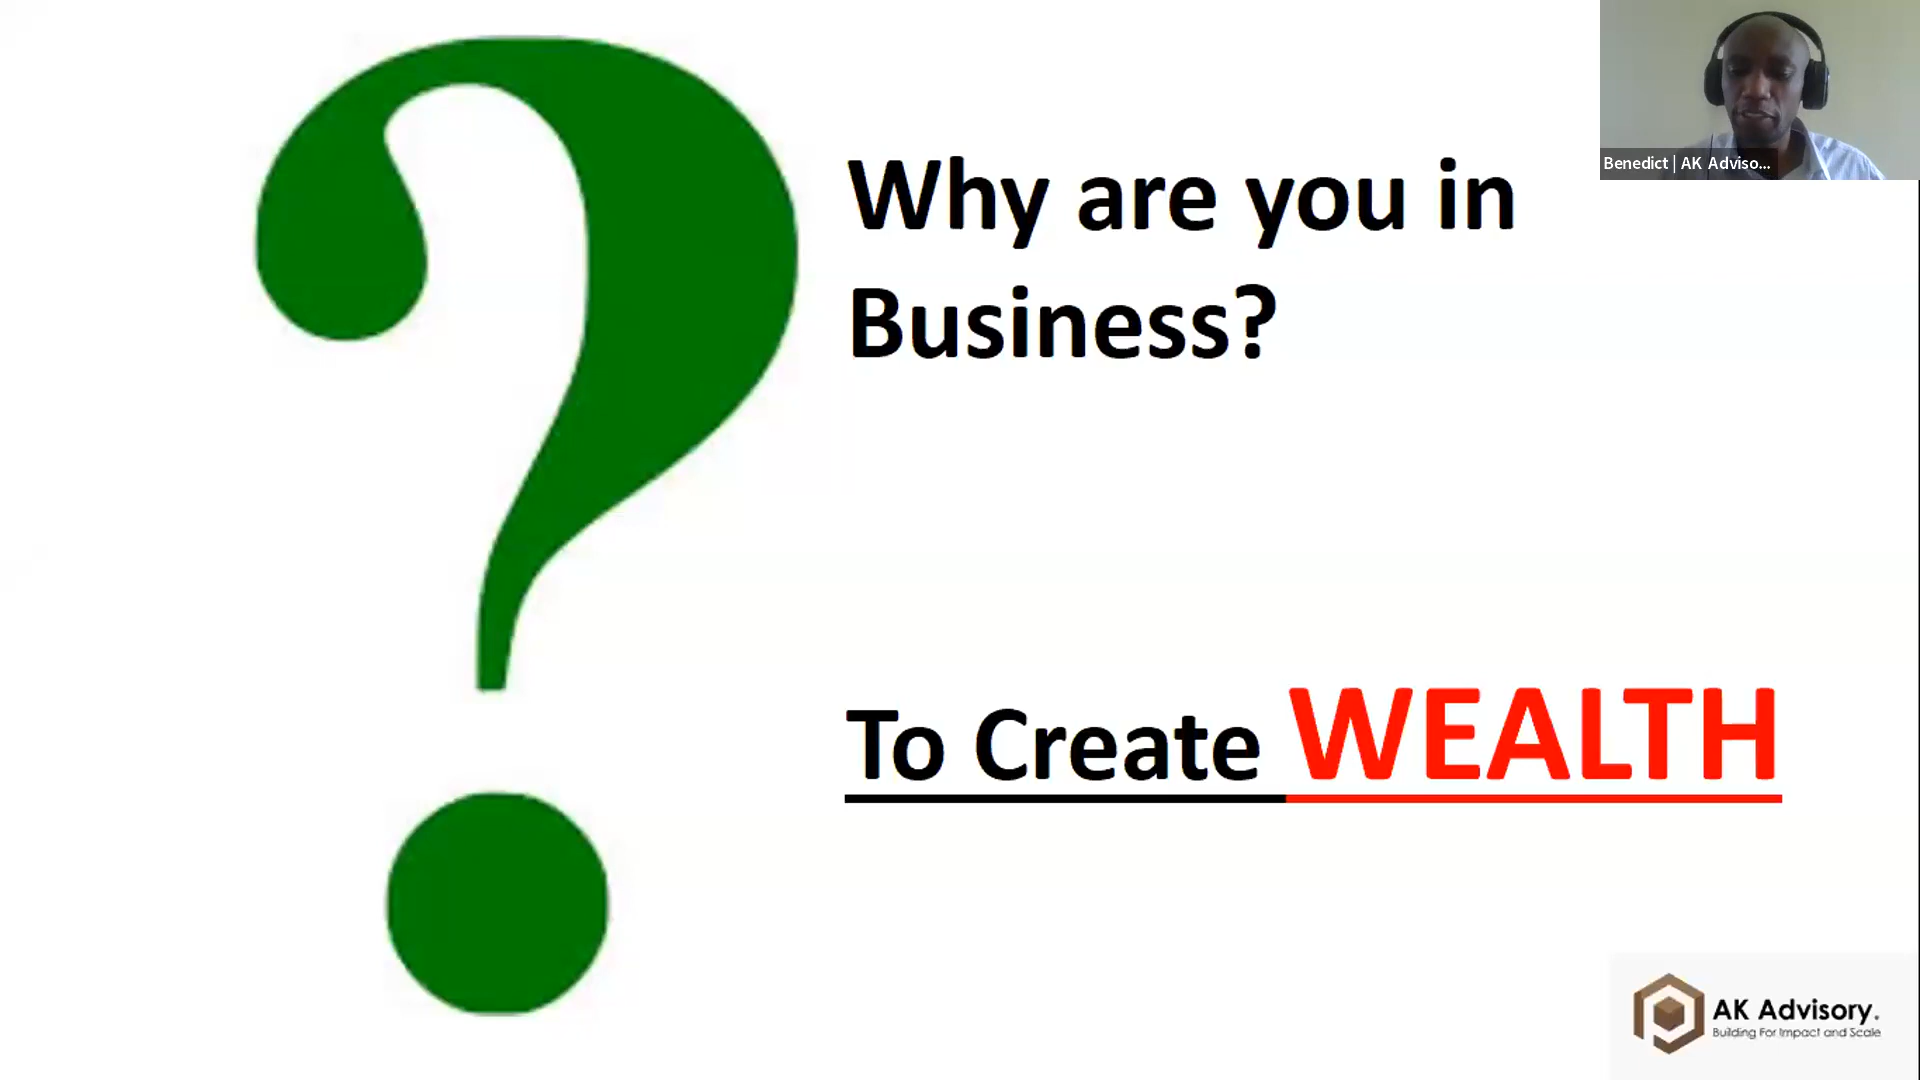 Why are you in
Business?
To Create WEALTH
Benedict | AK Adviso...
AK Advisory.
Building For Impact and Scale